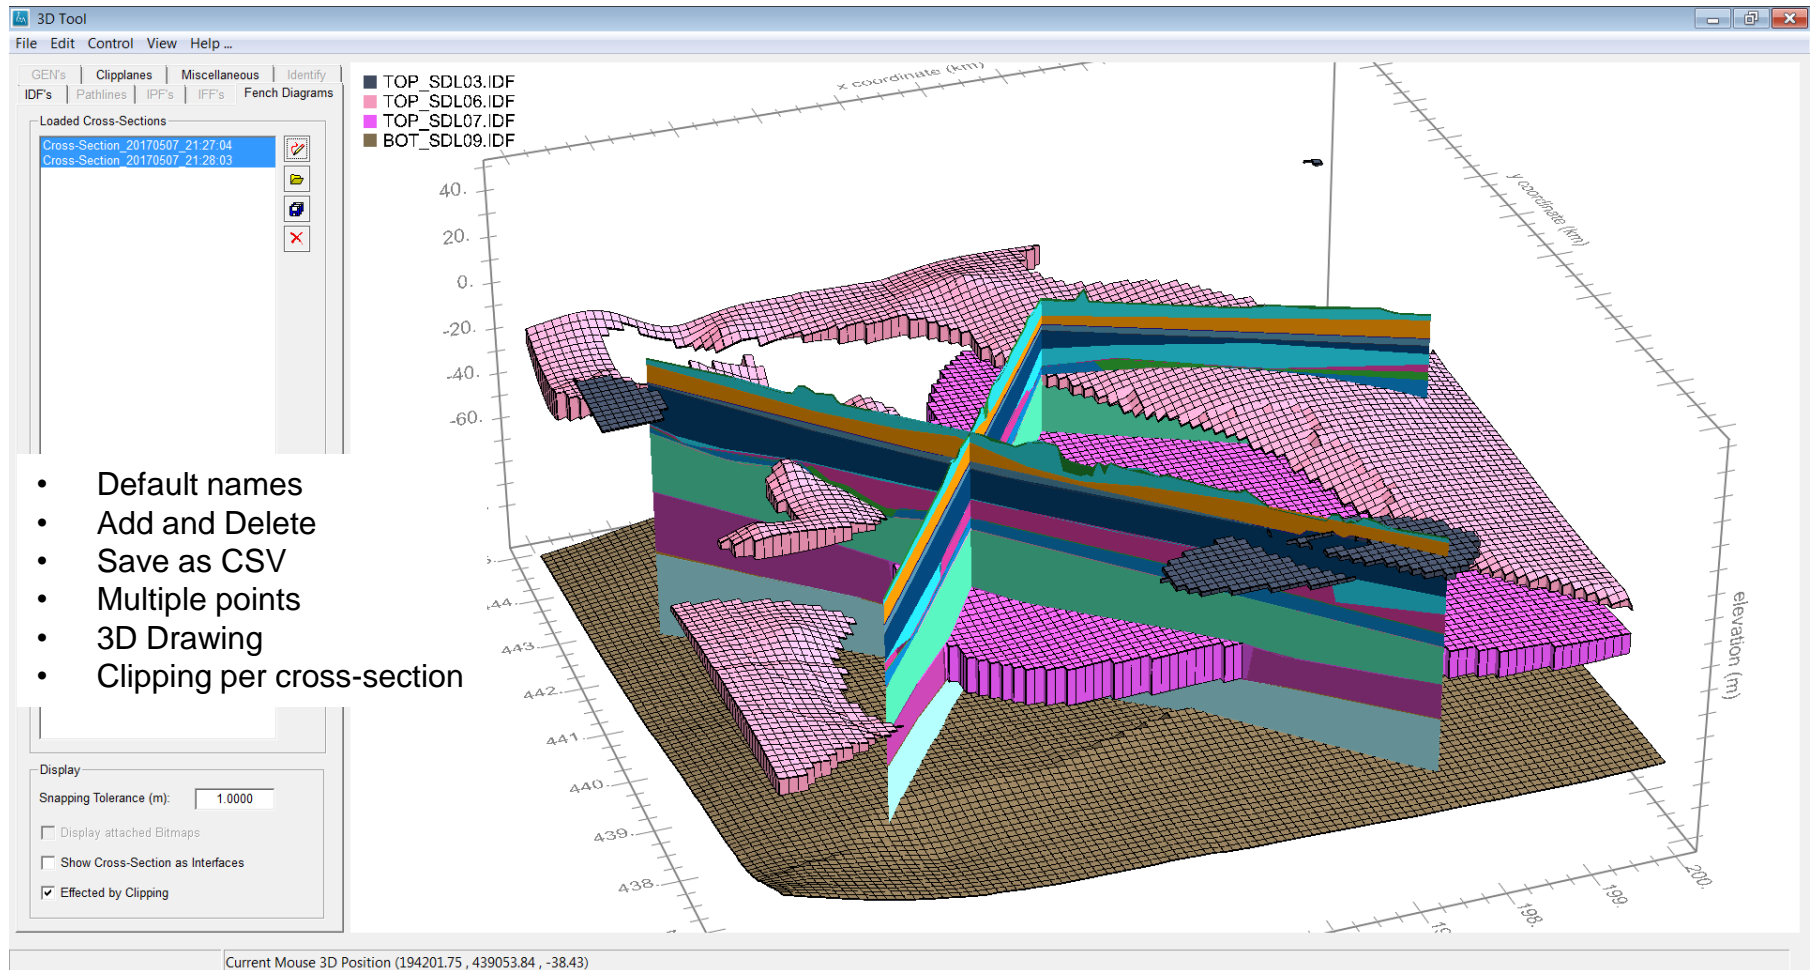 3D Tool
File Edit Control View Help ...
GEN's Clipplanes Miscellaneous Identify
IDF's Pathlines IPF's IFF's Fench Diagrams
Loaded Cross-Sections
Cross-Section_20170507_21:27:04
Cross-Section_20170507_21:28:03
• Default names
• Add and Delete
• Save as CSV
• Multiple points
• 3D Drawing
• Clipping per cross-section
Display
Snapping Tolerance (m): 1.0000
Display attached Bitmaps
Show Cross-Section as Interfaces
Effected by Clipping
TOP_SDL03.IDF
TOP_SDL06.IDF
TOP_SDL07.IDF
BOT_SDL09.IDF
x coordinate (km)
y coordinate (km)
elevation (m)
40.
20.
0.
-20.
-40.
-60.
443.
442.
441.
440.
439.
438.
198.
199.
200.
Current Mouse 3D Position (194201.75 , 439053.84 , -38.43)